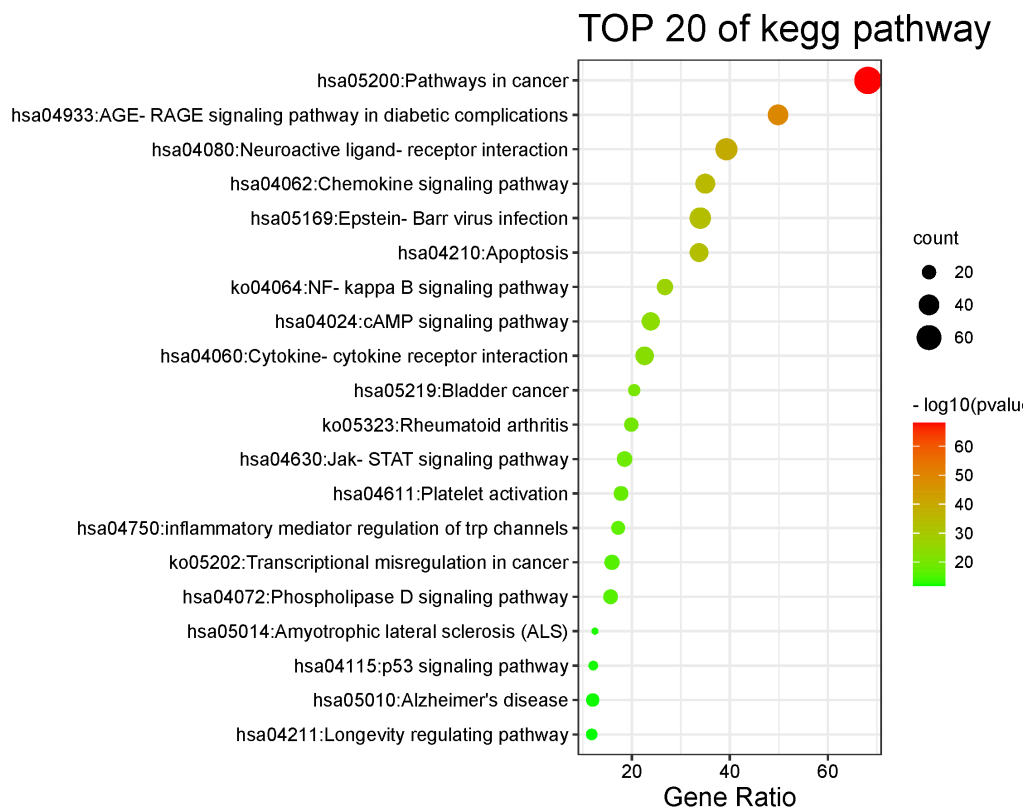 TOP 20 of kegg pathway
hsa05200:Pathways in cancer
hsa04933:AGE- RAGE signaling pathway in diabetic complications
hsa04080:Neuroactive ligand- receptor interaction
hsa04062:Chemokine signaling pathway
hsa05169:Epstein- Barr virus infection
hsa04210:Apoptosis
ko04064:NF- kappa B signaling pathway
hsa04024:cAMP signaling pathway
hsa04060:Cytokine- cytokine receptor interaction
hsa05219:Bladder cancer
ko05323:Rheumatoid arthritis
hsa04630:Jak- STAT signaling pathway
hsa04611:Platelet activation
hsa04750:inflammatory mediator regulation of trp channels
ko05202:Transcriptional misregulation in cancer
hsa04072:Phospholipase D signaling pathway
hsa05014:Amyotrophic lateral sclerosis (ALS)
hsa04115:p53 signaling pathway
hsa05010:Alzheimer's disease
hsa04211:Longevity regulating pathway
20 40 60
Gene Ratio
count
20
40
60
- log10(pvalu
60
50
40
30
20